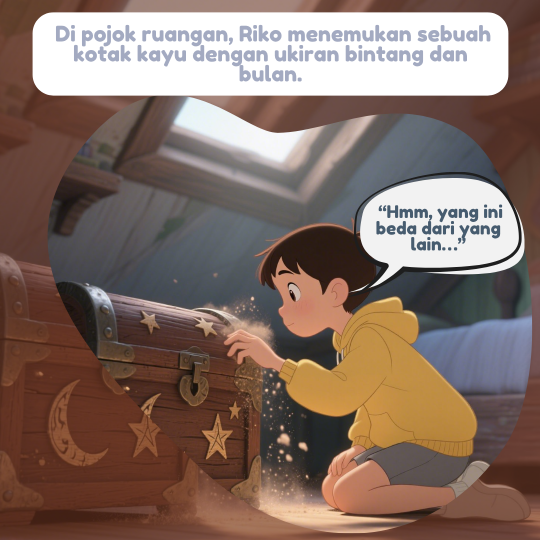 Di pojok ruangan, Riko menemukan sebuah
kotak kayu dengan ukiran bintang dan
bulan.
“Hmm, yang ini
beda dari yang
lain...”